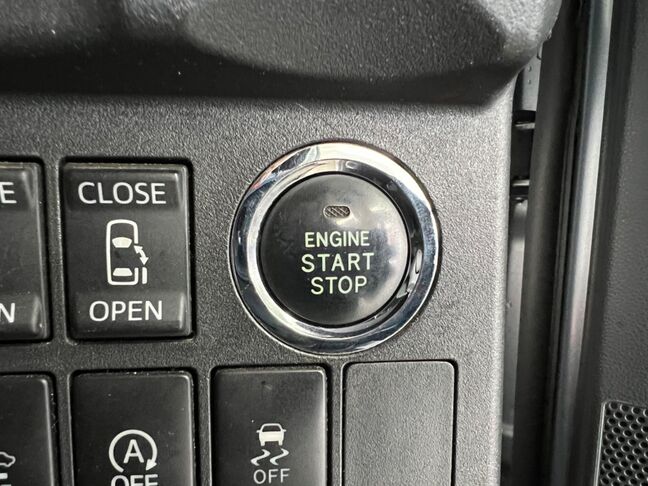 CLOSE
OPEN
ENGINE
START
STOP
A
OFF
OFF